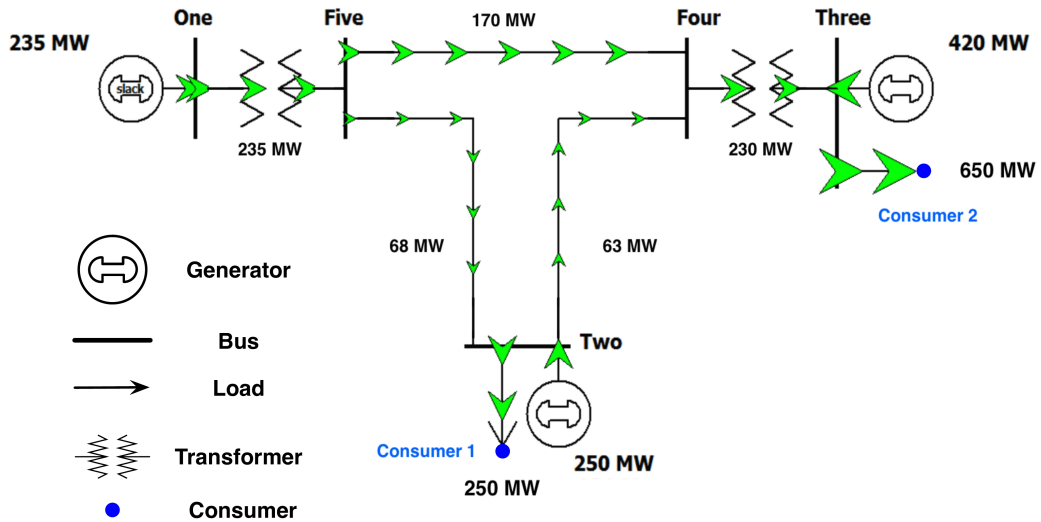 One
Five
170 MW
Four
Three
235 MW
420 MW
slack
235 MW
230 MW
650 MW
Consumer 2
68 MW
63 MW
Generator
Two
Bus
Load
Consumer 1
Transformer
250 MW
250 MW
Consumer